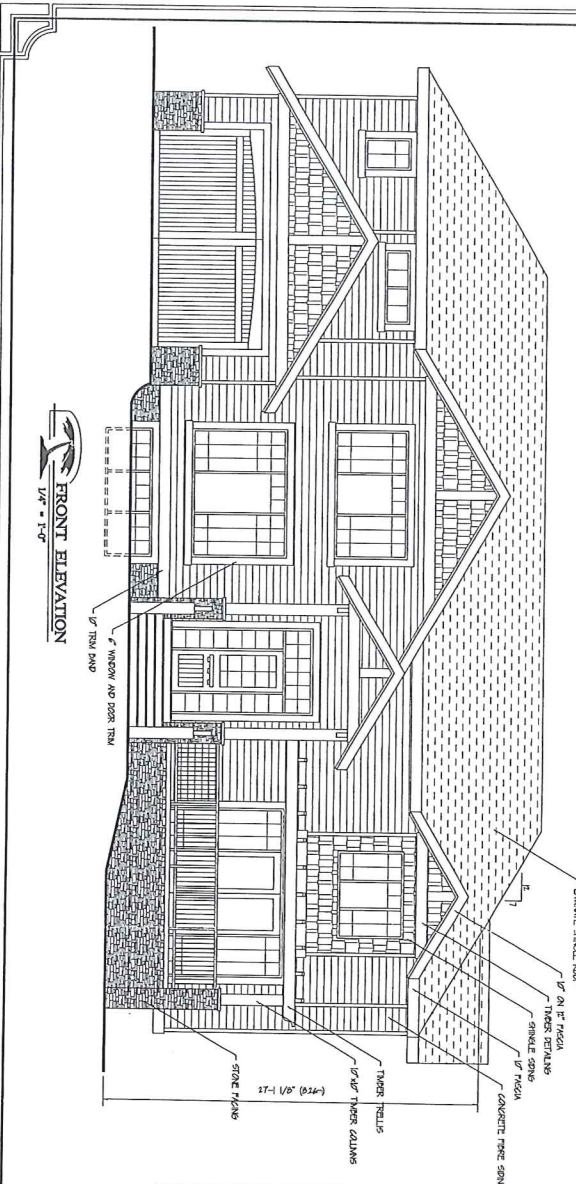 10" ON 12" FASCIA
TIMBER DETAILING
SHINGLE SIDING
10" FASCIA
CONCRETE FIBRE SIDING
12
7
27'-1 1/8" (8.26m)
TIMBER TRELLIS
10"x10" TIMBER COLUMNS
STONE FACING
6" WINDOW AND DOOR TRIM
10" TRIM BAND
FRONT ELEVATION
1/4" = 1'-0"